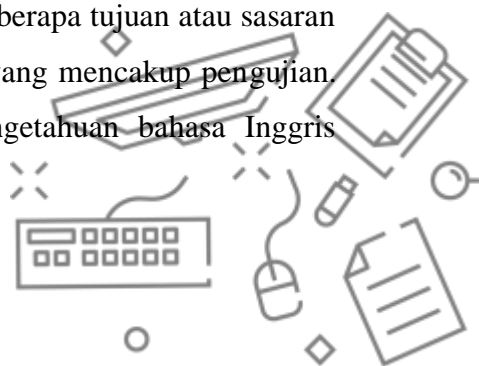 berapa tujuan atau sasaran
yang mencakup pengujian.
ngetahuan bahasa Inggris